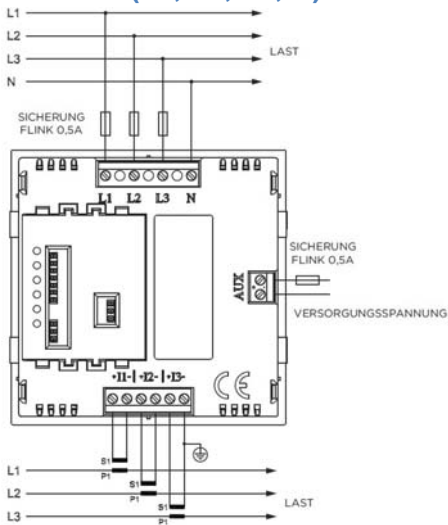 L1
L2
L3
N
LAST
SICHERUNG
FLINK 0,5A
L1 L2 L3 N
SICHERUNG
FLINK 0,5A
AUX
VERSORGUNGSSPANNUNG
•I1- •I2- •I3-
CE
S1
P1
S1
P1
S1
P1
L1
L2
L3
LAST